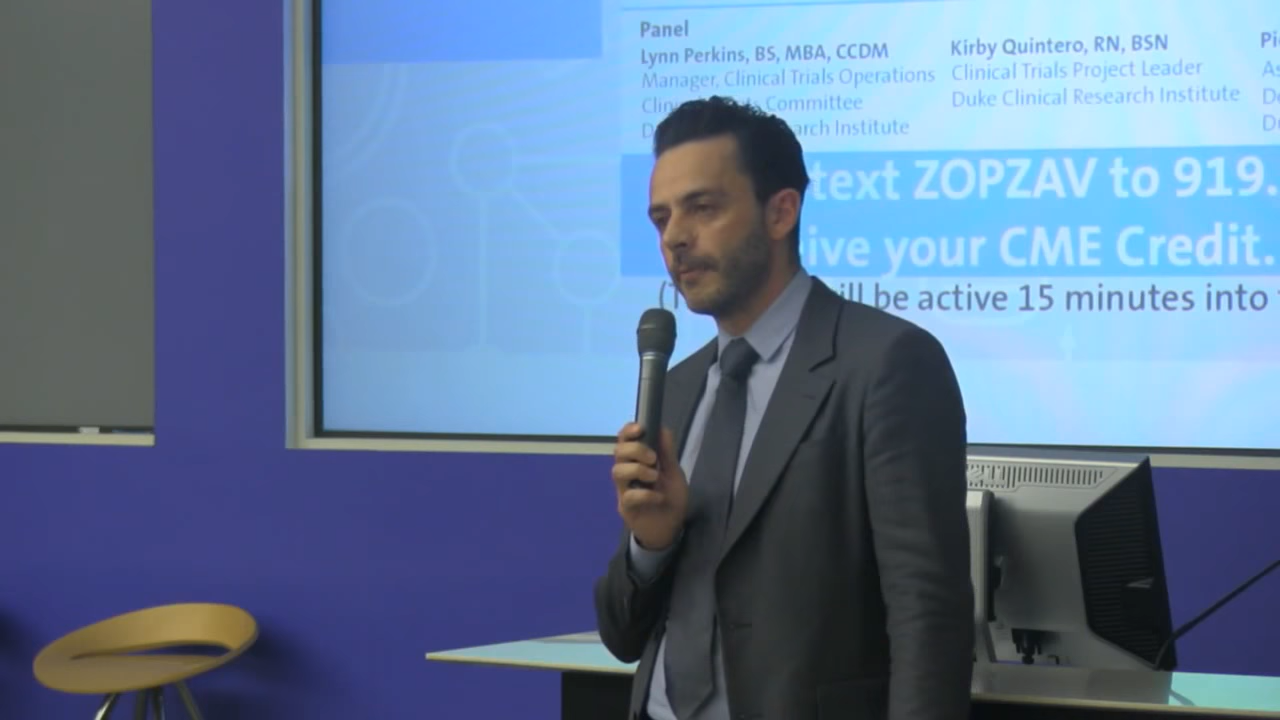 Panel
Lynn Perkins, BS, MBA, CCDM
Manager, Clinical Trials Operations
Committee
Institute
Kirby Quintero, RN, BSN
Clinical Trials Project Leader
Duke Clinical Research Institute
text ZOPZAV to 919.
your CME Credit.
be active 15 minutes into